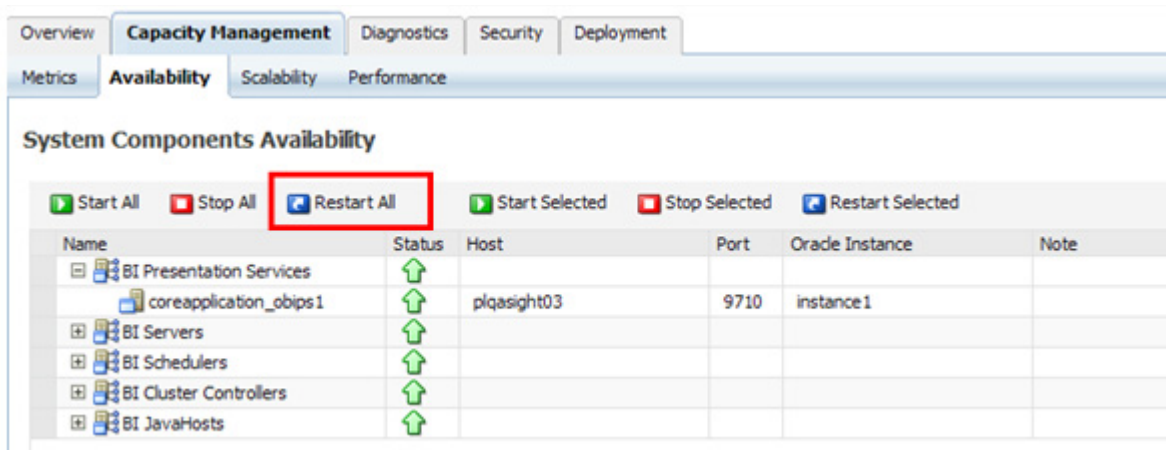 Overview Capacity Management Diagnostics Security Deployment
Metrics Availability Scalability Performance
System Components Availability
Start All Stop All Restart All Start Selected Stop Selected Restart Selected
Name Status Host Port Oracle Instance Note
BI Presentation Services
coreapplication_obips1 plqasight03 9710 instance1
BI Servers
BI Schedulers
BI Cluster Controllers
BI JavaHosts